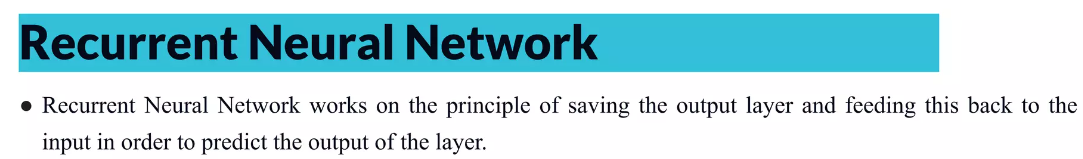 Recurrent Neural Network
● Recurrent Neural Network works on the principle of saving the output layer and feeding this back to the
input in order to predict the output of the layer.